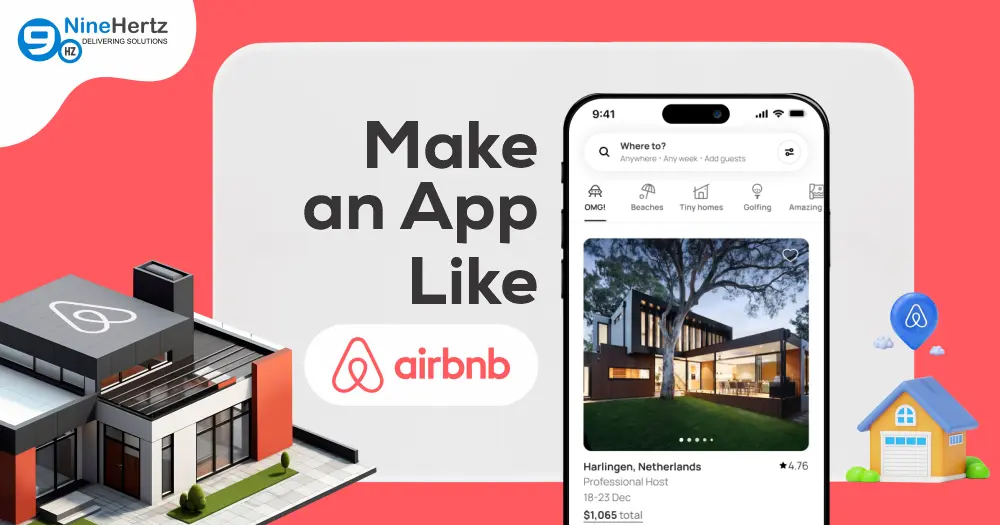 NineHertz
DELIVERING SOLUTIONS
9
HZ
Make
an App
Like
airbnb
9:41
Where to?
Anywhere · Any week · Add guests
OMG!
Beaches
Tiny homes
Golfing
Amazing
Harlingen, Netherlands
★4.76
Professional Host
18-23 Dec
$1,065 total